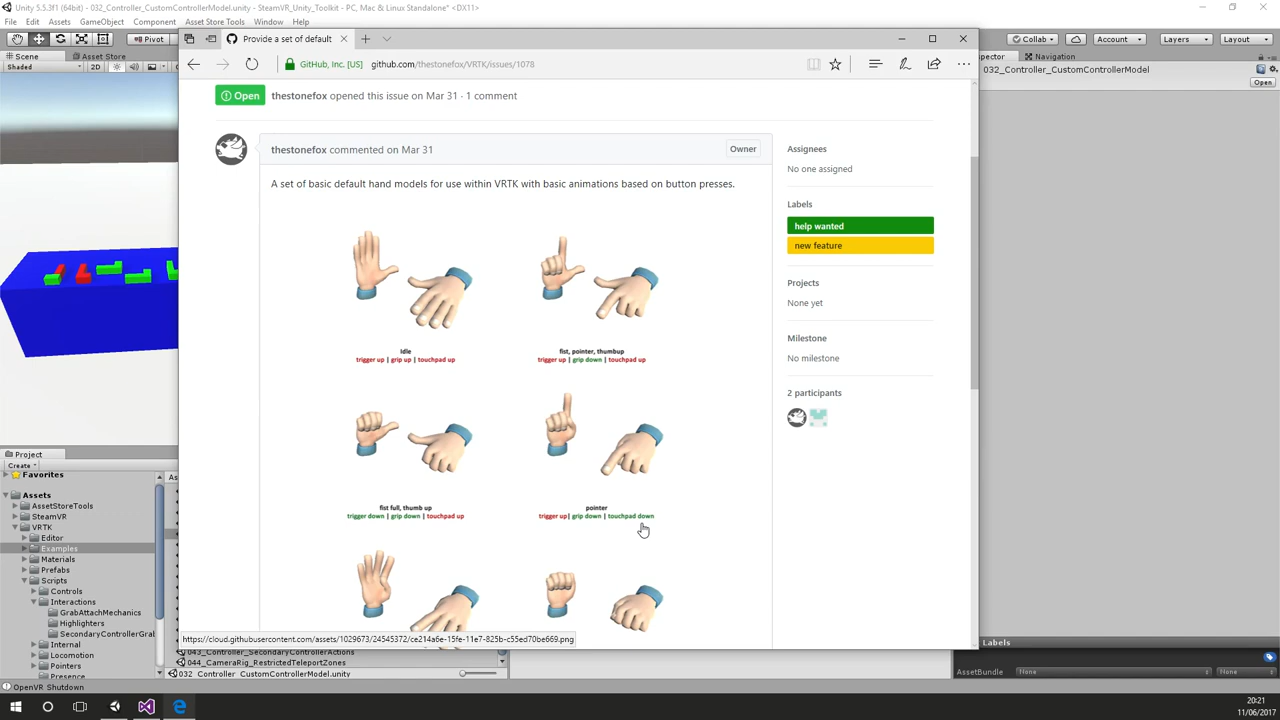 Unity 5.5.3f1 (64bit) - 032_Controller_CustomControllerModel.unity - SteamVR_Unity_Toolkit - PC, Mac & Linux Standalone* <DX11>
File Edit Assets GameObject Component Asset Store Tools Window Help
Pivot
Collab
Account
Layers
Layout
Scene
Asset Store
Shaded
2D
Provide a set of default
GitHub, Inc. [US]
github.com/thestonefox/VRTK/issues/1078
Navigation
032_Controller_CustomControllerModel
Open
Open
thestonefox opened this issue on Mar 31 · 1 comment
thestonefox commented on Mar 31
Owner
A set of basic default hand models for use within VRTK with basic animations based on button presses.
Idle
trigger up | grip up | touchpad up
fist, pointer, thumbup
trigger up | grip down | touchpad up
fist full, thumb up
trigger down | grip down | touchpad up
pointer
trigger up| grip down | touchpad down
Assignees
No one assigned
Labels
help wanted
new feature
Projects
None yet
Milestone
No milestone
2 participants
https://cloud.githubusercontent.com/assets/1029673/24545372/ce214a6e-15fe-11e7-825b-c55ed70be669.png
Project
Create
Favorites
Assets
AssetStoreTools
SteamVR
VRTK
Editor
Examples
Materials
Prefabs
Scripts
Controls
Interactions
GrabAttachMechanics
Highlighters
SecondaryControllerGrab
Internal
Locomotion
Pointers
Presence
043_Controller_SecondaryControllerActions
044_CameraRig_RestrictedTeleportZones
032_Controller_CustomControllerModel.unity
Labels
AssetBundle
None
None
OpenVR Shutdown
20:21
11/06/2017